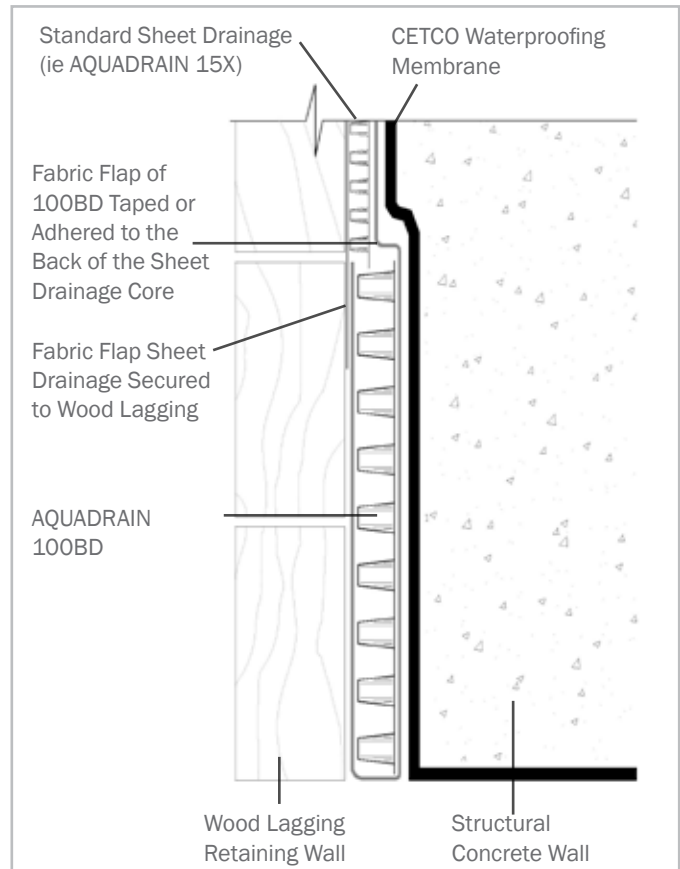 Standard Sheet Drainage
(ie AQUADRAIN 15X)
CETCO Waterproofing
Membrane
Fabric Flap of
100BD Taped or
Adhered to the
Back of the Sheet
Drainage Core
Fabric Flap Sheet
Drainage Secured
to Wood Lagging
AQUADRAIN
100BD
Wood Lagging
Retaining Wall
Structural
Concrete Wall